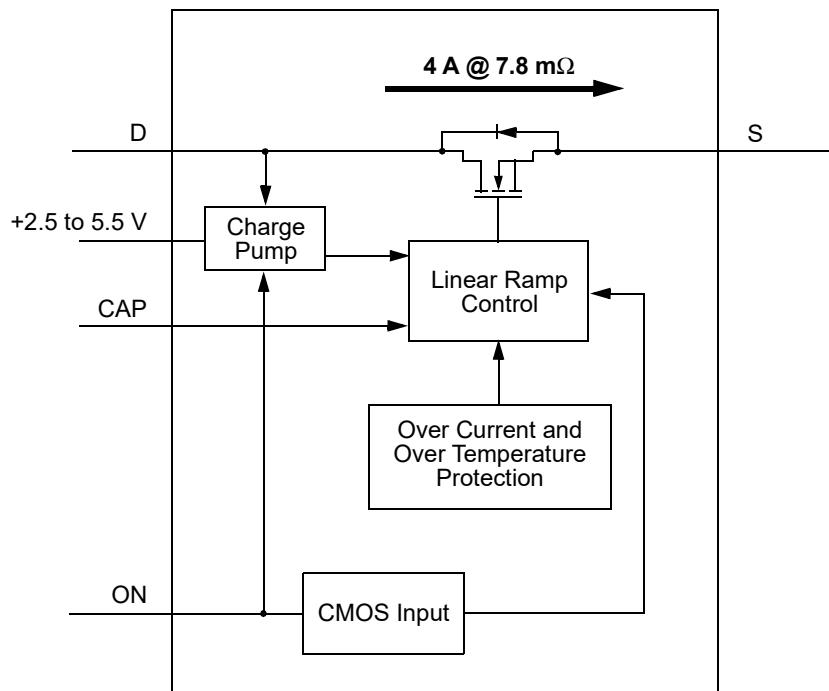 4 A @ 7.8 mΩ
D
S
+2.5 to 5.5 V
Charge
Pump
Linear Ramp
Control
CAP
Over Current and
Over Temperature
Protection
ON
CMOS Input